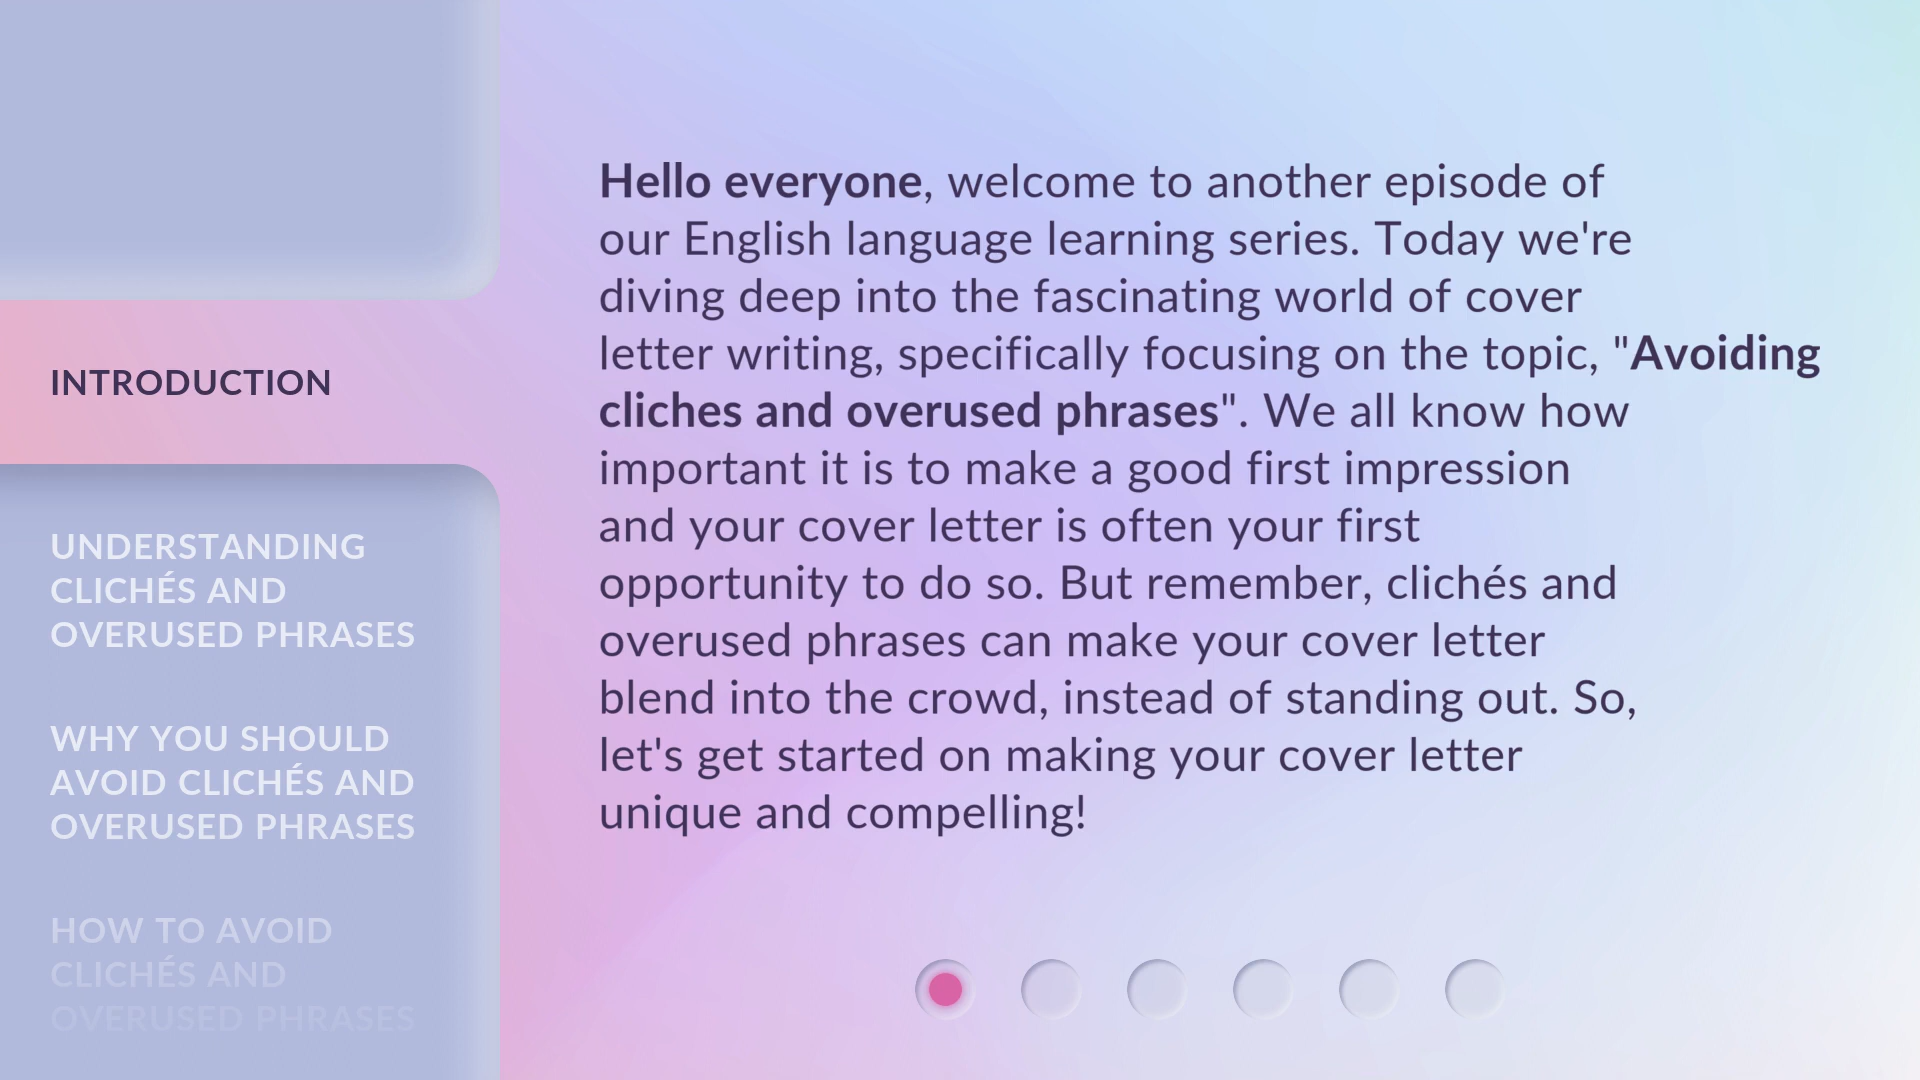 INTRODUCTION
UNDERSTANDING
CLICHÉS AND
OVERUSED PHRASES
WHY YOU SHOULD
AVOID CLICHÉS AND
OVERUSED PHRASES
HOW TO AVOID
CLICHÉS AND
OVERUSED PHRASES
Hello everyone, welcome to another episode of
our English language learning series. Today we're
diving deep into the fascinating world of cover
letter writing, specifically focusing on the topic, "Avoiding
cliches and overused phrases". We all know how
important it is to make a good first impression
and your cover letter is often your first
opportunity to do so. But remember, clichés and
overused phrases can make your cover letter
blend into the crowd, instead of standing out. So,
let's get started on making your cover letter
unique and compelling!